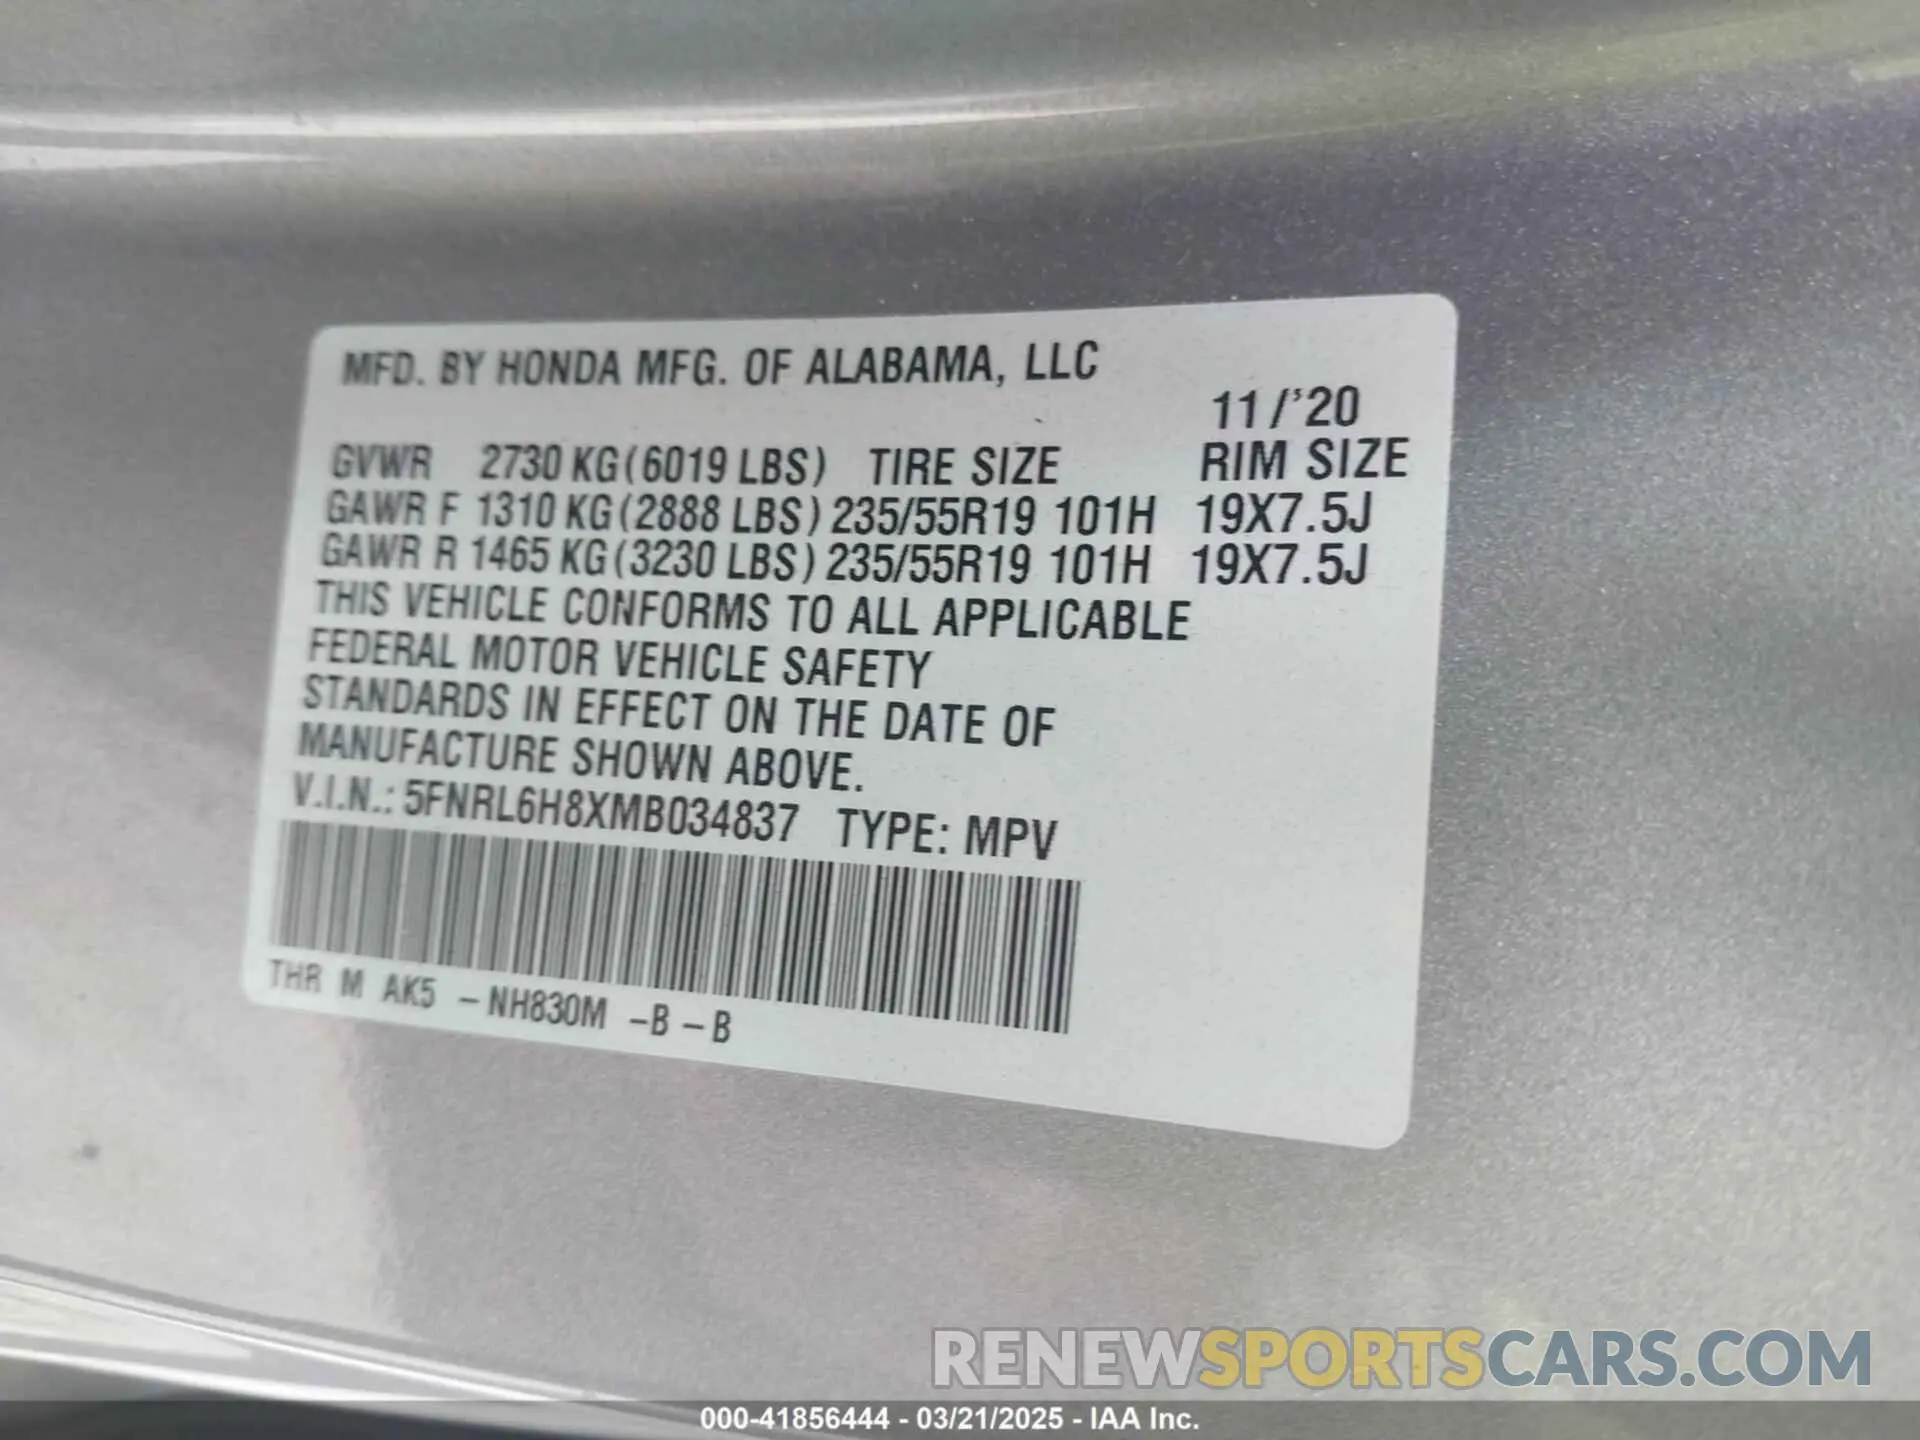 MFD. BY HONDA MFG. OF ALABAMA, LLC
11/'20
GVWR 2730 KG (6019 LBS) TIRE SIZE RIM SIZE
GAWR F 1310 KG (2888 LBS) 235/55R19 101H 19X7.5J
GAWR R 1465 KG (3230 LBS) 235/55R19 101H 19X7.5J
THIS VEHICLE CONFORMS TO ALL APPLICABLE
FEDERAL MOTOR VEHICLE SAFETY
STANDARDS IN EFFECT ON THE DATE OF
MANUFACTURE SHOWN ABOVE.
V.I.N.: 5FNRL6H8XMB034837 TYPE: MPV
THR M AK5 - NH830M - B - B
RENEWSPORTSCARS.COM
000-41856444 - 03/21/2025 - IAA Inc.